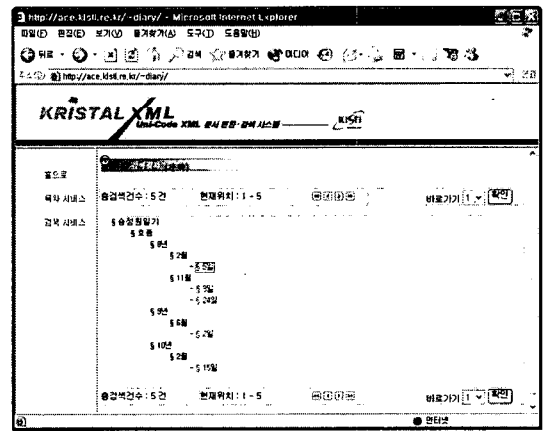 http://ace.kisti.re.kr/~diary/ - Microsoft Internet Explorer
파일(F) 편집(E) 보기(V) 즐겨찾기(A) 도구(T) 도움말(H)
뒤로 검색 즐겨찾기 미디어
http://ace.kisti.re.kr/~diary/
KRISTAL XML
Uni-Code XML 문서 변환·검색 시스템
KiSTi
홈으로
목차 서비스
검색 서비스
총검색건수 : 5 건 현재위치 : 1 - 5 바로가기 1 확인
§ 승정원일기
§ 효종
§ 8년
§ 2월
- § 5일
§ 11월
- § 3일
- § 24일
§ 9년
§ 6월
- § 2일
§ 10년
§ 2월
- § 15일
총검색건수 : 5 건 현재위치 : 1 - 5 바로가기 1 확인
인터넷